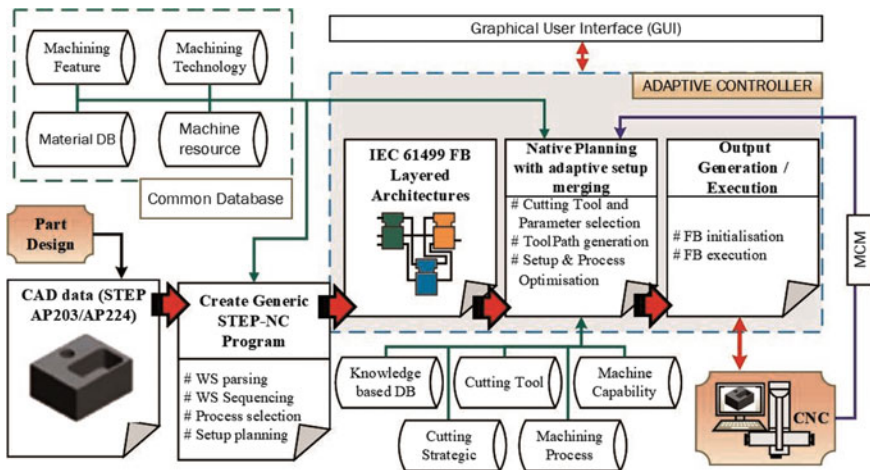 Graphical User Interface (GUI)
Machining
Feature
Machining
Technology
Material DB
Machine
resource
Common Database
ADAPTIVE CONTROLLER
IEC 61499 FB
Layered
Architectures
Native Planning
with adaptive setup
merging
# Cutting Tool and
Parameter selection
# ToolPath generation
# Setup & Process
Optimisation
Output
Generation /
Execution
# FB initialisation
# FB execution
MCM
Part
Design
CAD data (STEP
AP203/AP224)
Create Generic
STEP-NC
Program
# WS parsing
# WS Sequencing
# Process selection
# Setup planning
Knowledge
based DB
Cutting Tool
Machine
Capability
Cutting
Strategic
Machining
Process
CNC